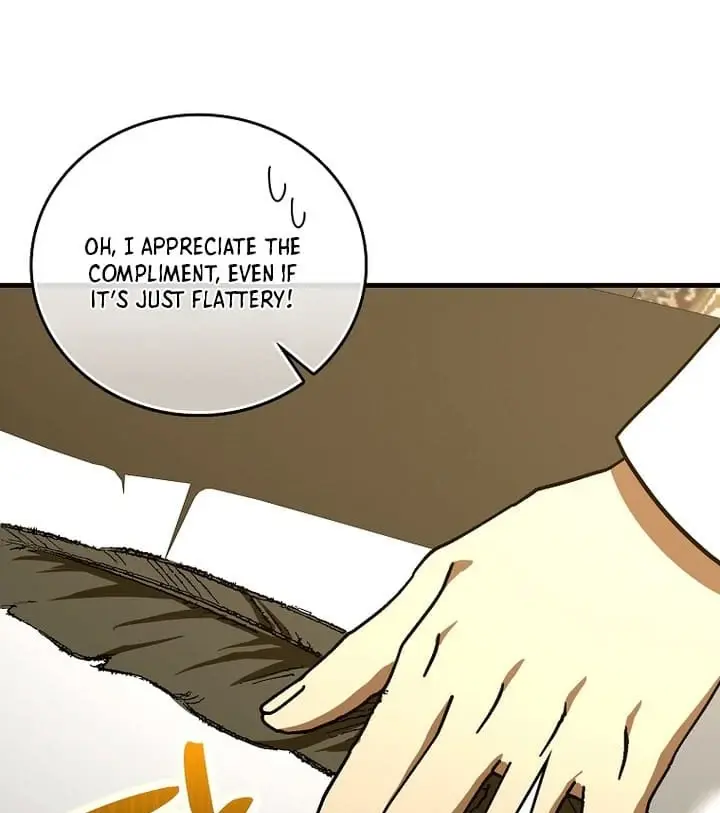 OH, I APPRECIATE THE
COMPLIMENT, EVEN IF
IT'S JUST FLATTERY!